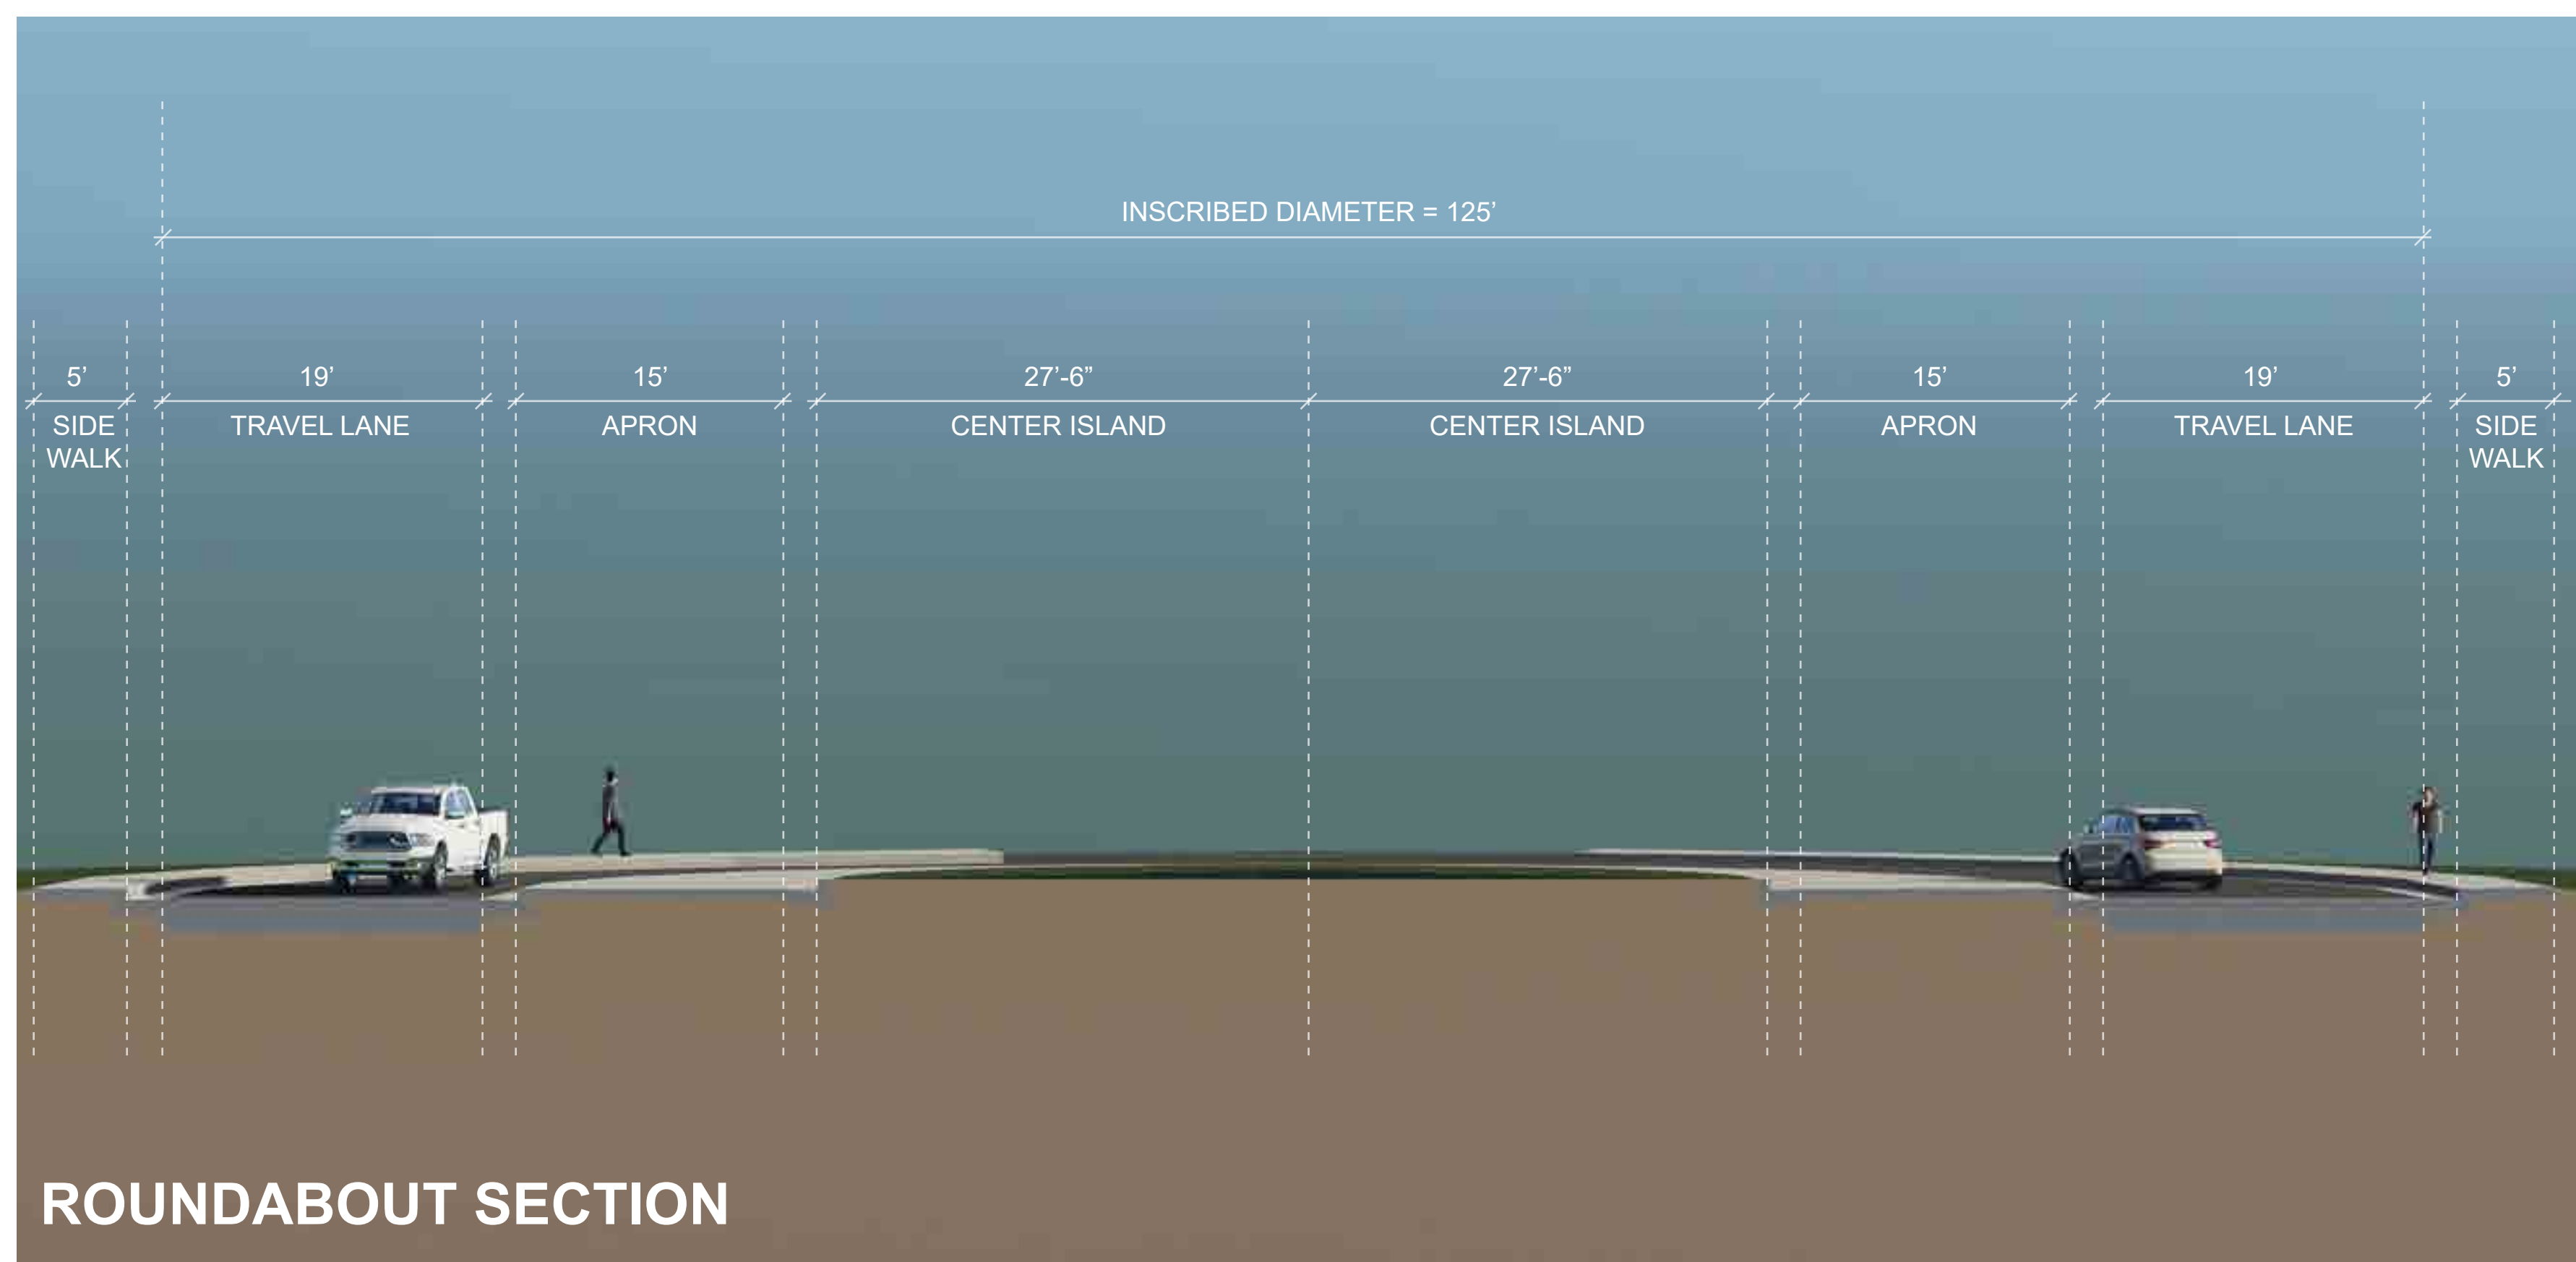 INSCRIBED DIAMETER = 125’
5’ 19’ 15’ 27’-6” 27’-6” 15’ 19’ 5’
SIDE TRAVEL LANE APRON CENTER ISLAND CENTER ISLAND APRON TRAVEL LANE SIDE
WALK WALK
ROUNDABOUT SECTION